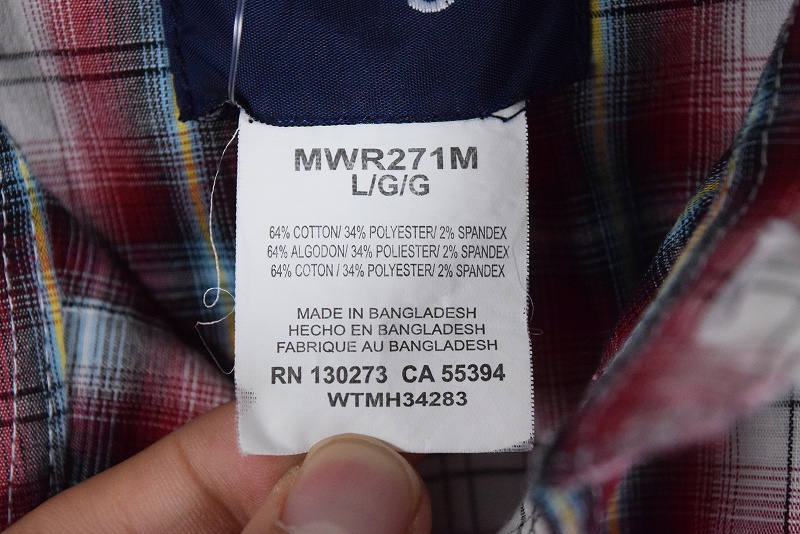 MWR271M
L/G/G
64% COTTON/ 34% POLYESTER/ 2% SPANDEX
64% ALGODON/ 34% POLIESTER/ 2% SPANDEX
64% COTON / 34% POLYESTER/ 2% SPANDEX
MADE IN BANGLADESH
HECHO EN BANGLADESH
FABRIQUE AU BANGLADESH
RN 130273 CA 55394
WTMH34283